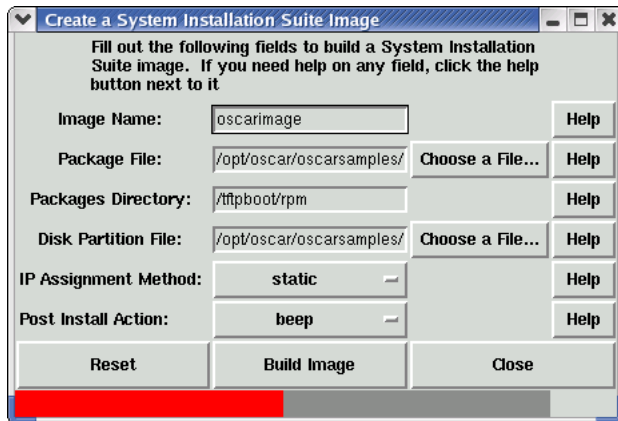 Create a System Installation Suite Image
Fill out the following fields to build a System Installation
Suite image.  If you need help on any field, click the help
button next to it
Image Name: oscarimage Help
Package File: /opt/oscar/oscarsamples/ Choose a File... Help
Packages Directory: /tftpboot/rpm Help
Disk Partition File: /opt/oscar/oscarsamples/ Choose a File... Help
IP Assignment Method: static Help
Post Install Action: beep Help
Reset Build Image Close